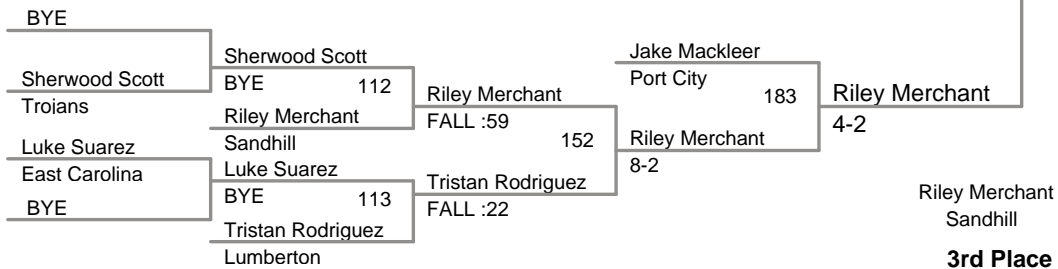 BYE
Sherwood Scott
Trojans
Luke Suarez
East Carolina
BYE
Sherwood Scott
BYE
112
Riley Merchant
Sandhill
Luke Suarez
BYE
113
Tristan Rodriguez
Lumberton
Riley Merchant
FALL :59
152
Tristan Rodriguez
FALL :22
Jake Mackleer
Port City
183
Riley Merchant
8-2
Riley Merchant
4-2
Riley Merchant
Sandhill
3rd Place